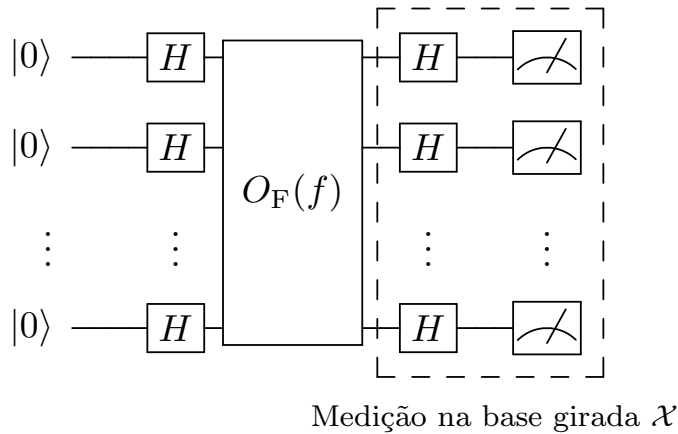 |0⟩ H H
|0⟩ H H
O_F(f)
⋮ ⋮ ⋮ ⋮
|0⟩ H H
Medição na base girada 𝒳